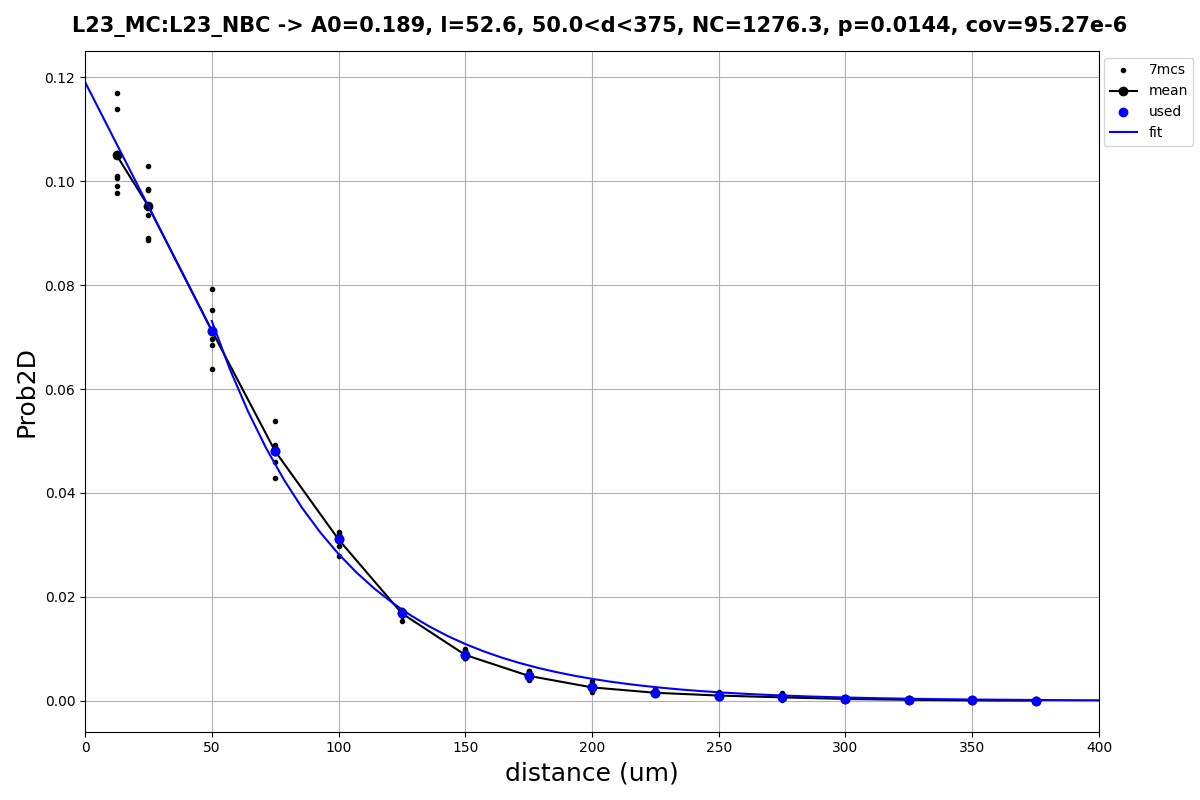 L23_MC:L23_NBC -> A0=0.189, l=52.6, 50.0<d<375, NC=1276.3, p=0.0144, cov=95.27e-6
7mcs
mean
used
fit
Prob2D
0.12
0.10
0.08
0.06
0.04
0.02
0.00
0 50 100 150 200 250 300 350 400
distance (um)